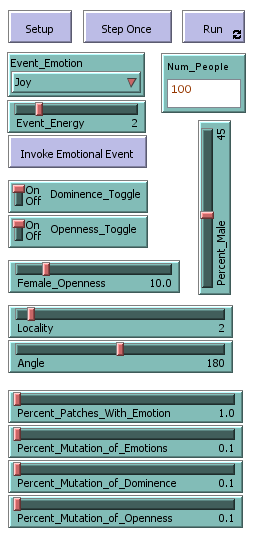 Setup Step Once Run
Event_Emotion
Joy
Num_People
100
Event_Energy 2
Invoke Emotional Event
Percent_Male 45
On
Off Dominence_Toggle
On
Off Openness_Toggle
Female_Openness 10.0
Locality 2
Angle 180
Percent_Patches_With_Emotion 1.0
Percent_Mutation_of_Emotions 0.1
Percent_Mutation_of_Dominence 0.1
Percent_Mutation_of_Openness 0.1